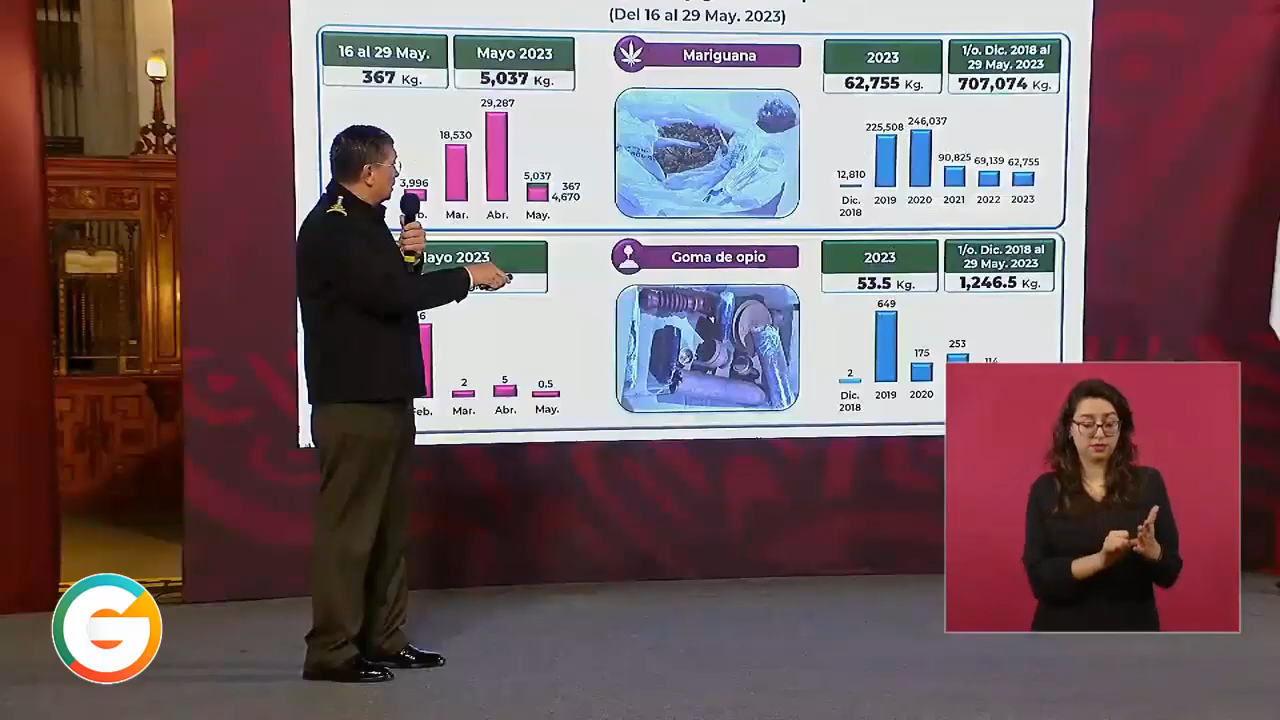 (Del 16 al 29 May. 2023)
16 al 29 May.
367 Kg.
Mayo 2023
5,037 Kg.
Mariguana
2023
62,755 Kg.
1/o. Dic. 2018 al
29 May. 2023
707,074 Kg.
3,996
18,530
29,287
5,037
367
4,670
Mar.
Abr.
May.
12,810
225,508
246,037
90,825
69,139
62,755
Dic.
2018
2019
2020
2021
2022
2023
2023
Goma de opio
2023
53.5 Kg.
1/o. Dic. 2018 al
29 May. 2023
1,246.5 Kg.
6
2
5
0.5
Feb.
Mar.
Abr.
May.
2
649
175
253
Dic.
2018
2019
2020
G